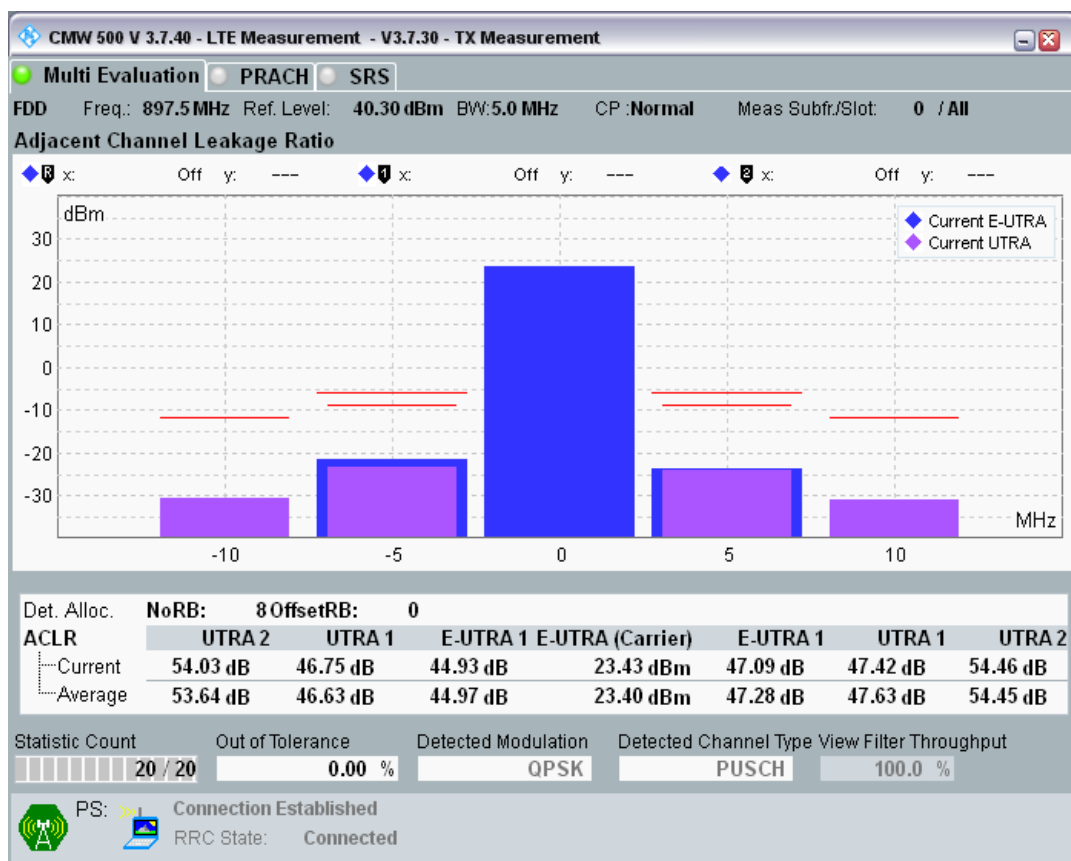 CMW 500 V 3.7.40 - LTE Measurement - V3.7.30 - TX Measurement
Multi Evaluation PRACH SRS
FDD Freq.: 897.5 MHz Ref. Level: 40.30 dBm BW:5.0 MHz CP :Normal Meas Subfr./Slot: 0 / All
Adjacent Channel Leakage Ratio
R x: Off y: --- 1 x: Off y: --- 2 x: Off y: ---
dBm
Current E-UTRA
Current UTRA
30
20
10
0
-10
-20
-30
MHz
-10 -5 0 5 10
Det. Alloc. NoRB: 8 OffsetRB: 0
ACLR UTRA 2 UTRA 1 E-UTRA 1 E-UTRA (Carrier) E-UTRA 1 UTRA 1 UTRA 2
Current 54.03 dB 46.75 dB 44.93 dB 23.43 dBm 47.09 dB 47.42 dB 54.46 dB
Average 53.64 dB 46.63 dB 44.97 dB 23.40 dBm 47.28 dB 47.63 dB 54.45 dB
Statistic Count Out of Tolerance Detected Modulation Detected Channel Type View Filter Throughput
20 / 20 0.00 % QPSK PUSCH 100.0 %
PS: Connection Established
RRC State: Connected